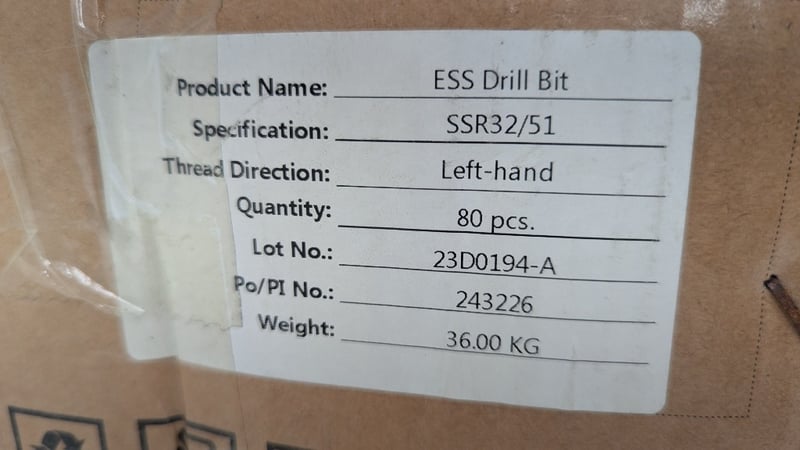 Product Name: ESS Drill Bit
Specification: SSR32/51
Thread Direction: Left-hand
Quantity: 80 pcs.
Lot No.: 23D0194-A
Po/PI No.: 243226
Weight: 36.00 KG